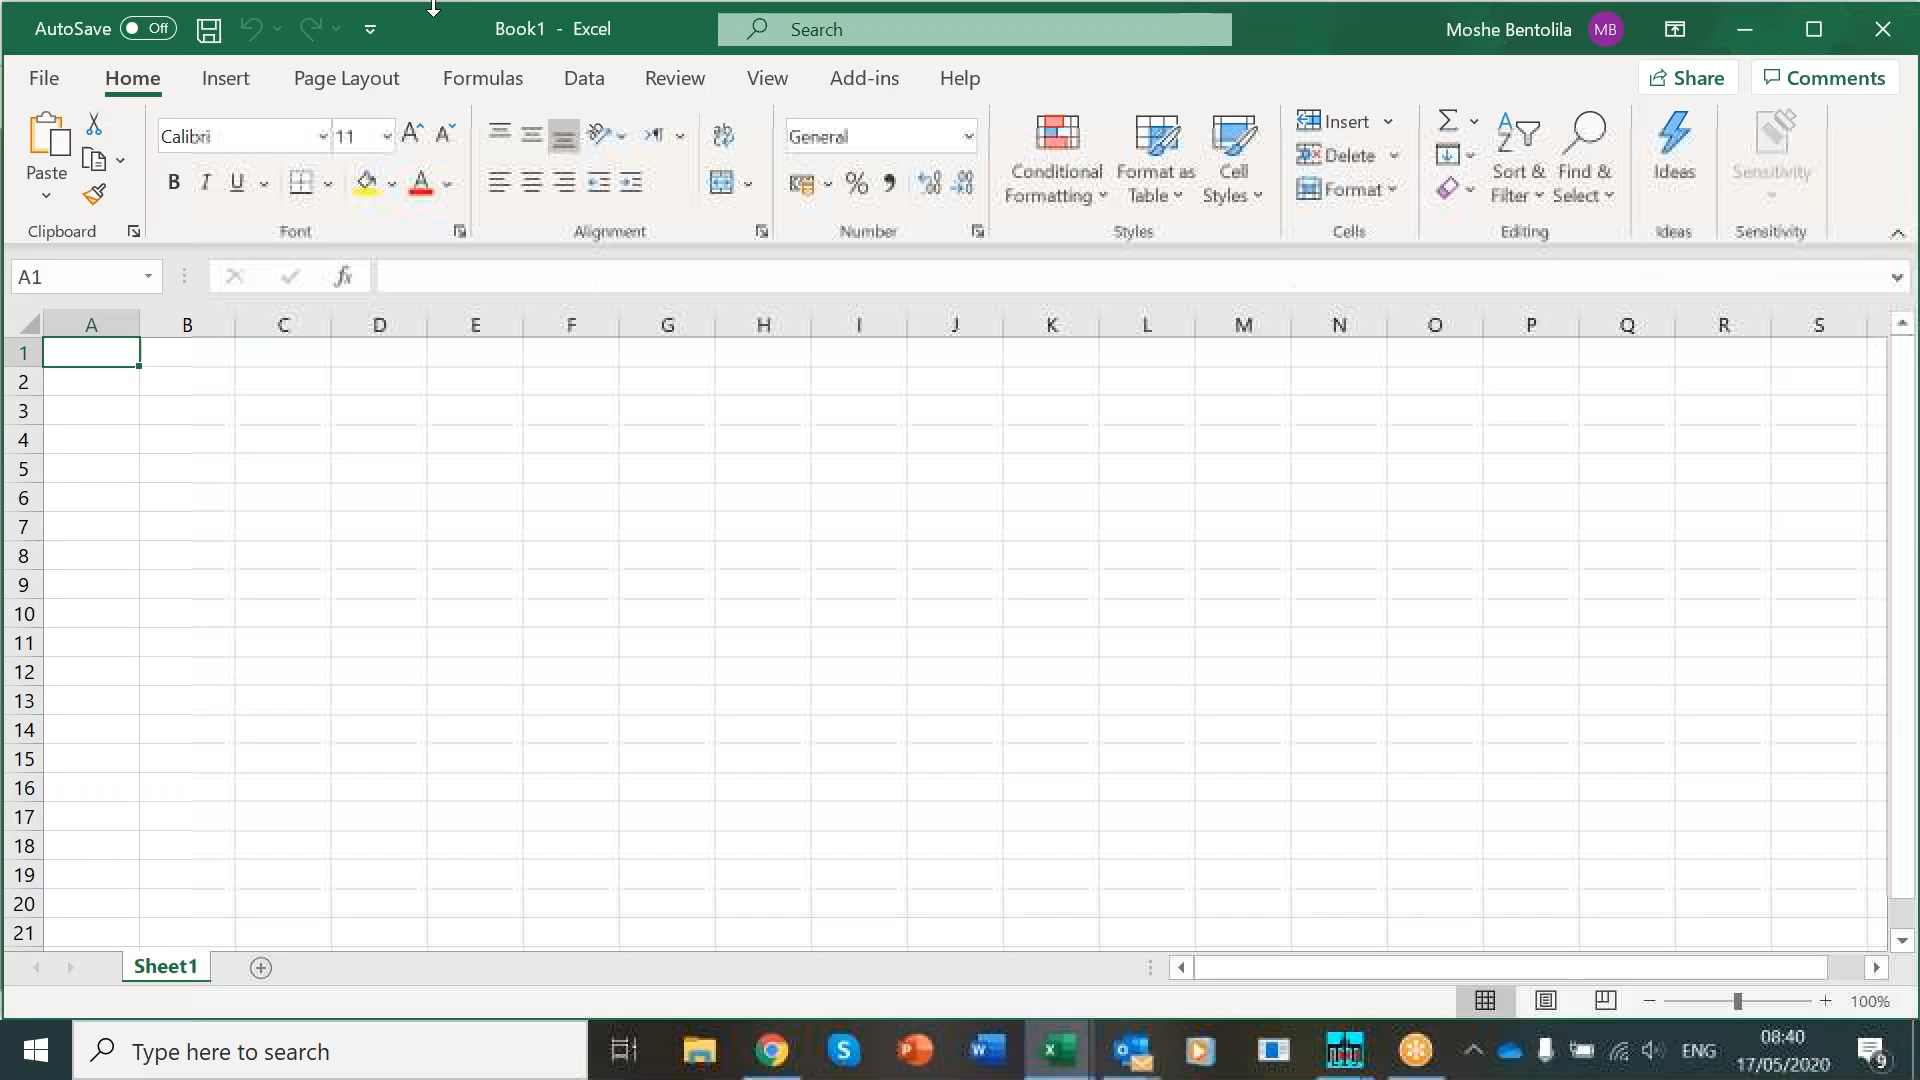 AutoSave Off Book1 - Excel Search Moshe Bentolila MB
File Home Insert Page Layout Formulas Data Review View Add-ins Help Share Comments
Paste
Clipboard
Calibri 11
B I U
Font
Alignment
General
Number
Conditional Formatting
Format as Table
Cell Styles
Styles
Insert
Delete
Format
Cells
Sort & Filter
Find & Select
Editing
Ideas
Ideas
Sensitivity
Sensitivity
A1 fx
A B C D E F G H I J K L M N O P Q R S
1
2
3
4
5
6
7
8
9
10
11
12
13
14
15
16
17
18
19
20
21
Sheet1
100%
Type here to search
ENG
08:40
17/05/2020
9